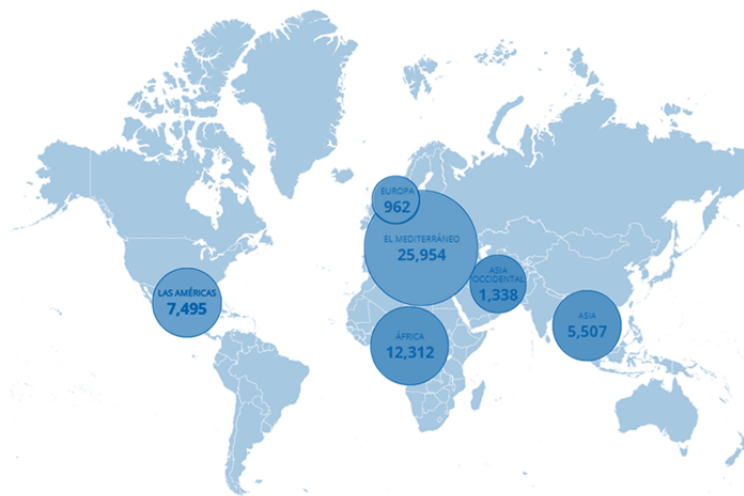 EUROPA
962
EL MEDITERRÁNEO
25,954
ASIA
OCCIDENTAL
1,338
LAS AMÉRICAS
7,495
ASIA
5,507
ÁFRICA
12,312